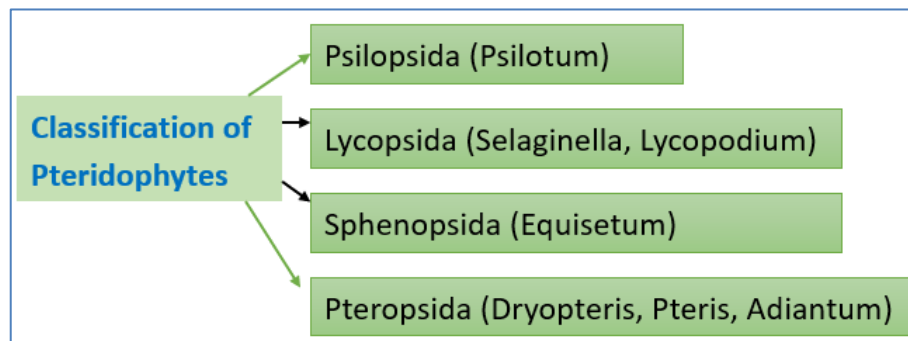 Classification of
Pteridophytes
Psilopsida (Psilotum)
Lycopsida (Selaginella, Lycopodium)
Sphenopsida (Equisetum)
Pteropsida (Dryopteris, Pteris, Adiantum)